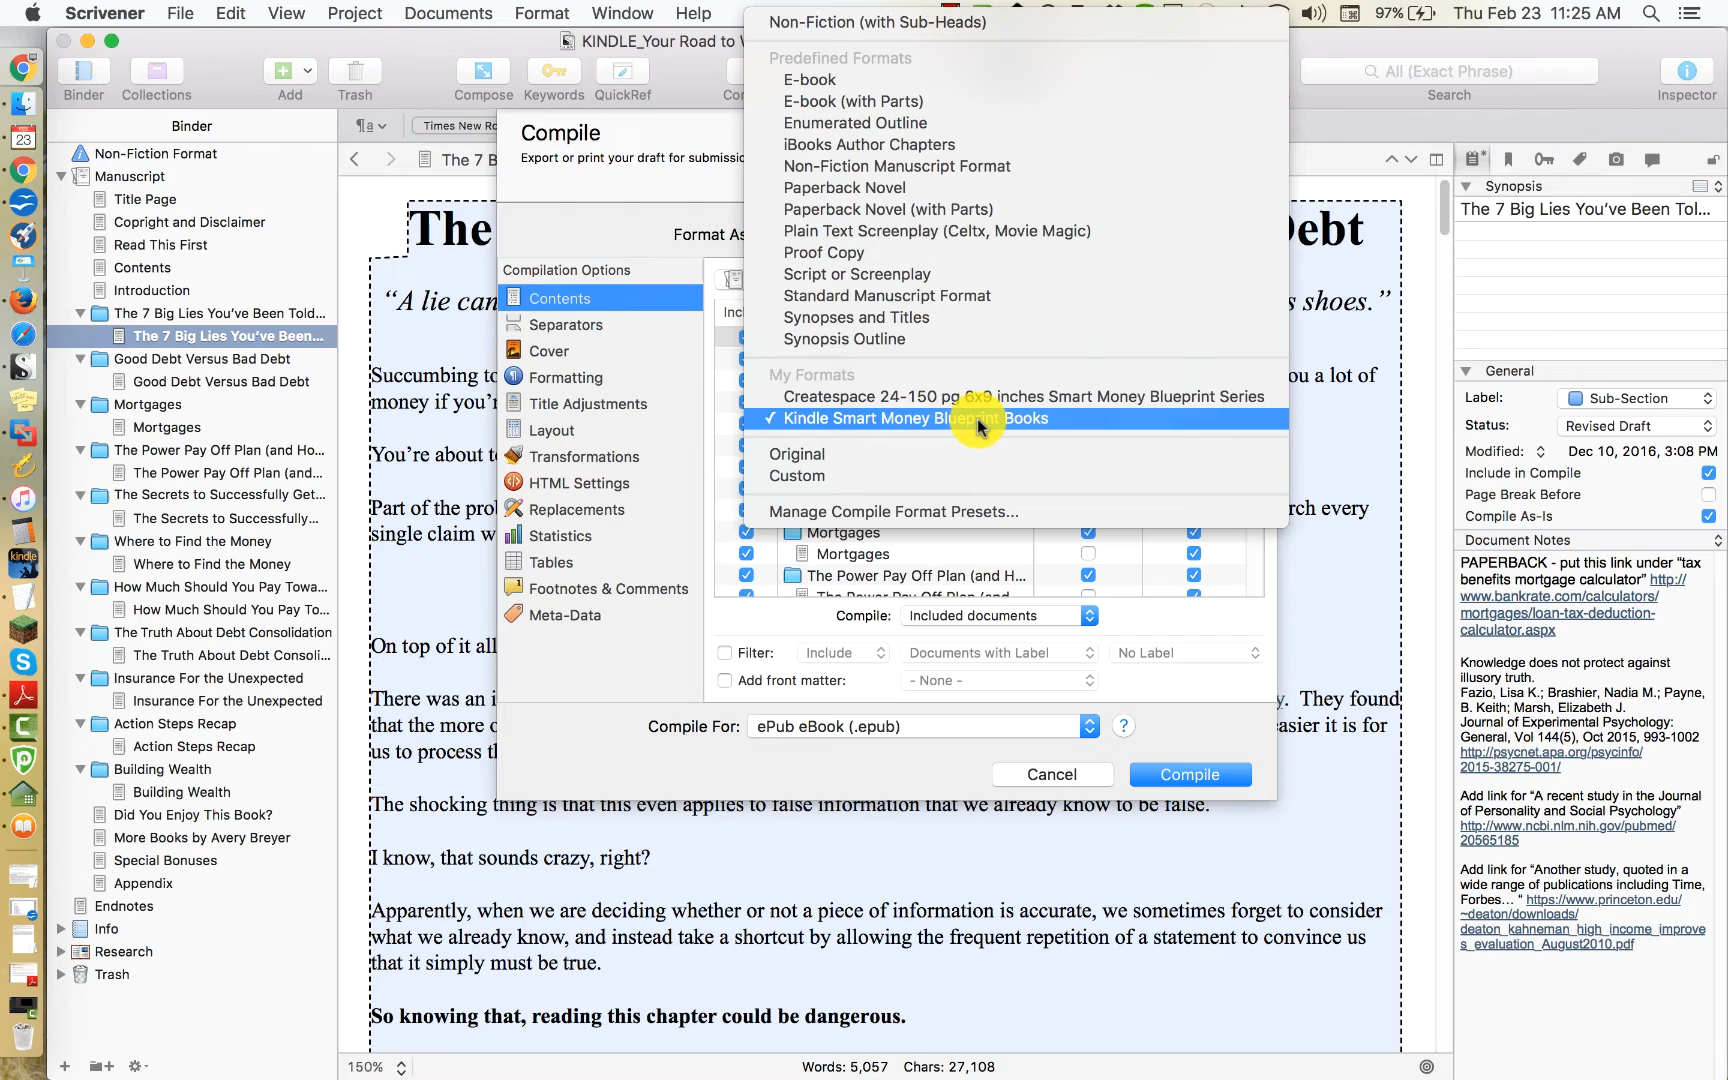 Scrivener File Edit View Project Documents Format Window Help
97% Thu Feb 23 11:25 AM
KINDLE_Your Road to
Binder Collections Add Trash Compose Keywords QuickRef
All (Exact Phrase)
Search Inspector
Binder
Non-Fiction Format
Manuscript
Title Page
Copright and Disclaimer
Read This First
Contents
Introduction
The 7 Big Lies You've Been Told...
The 7 Big Lies You've Been...
Good Debt Versus Bad Debt
Good Debt Versus Bad Debt
Mortgages
Mortgages
The Power Pay Off Plan (and Ho...
The Power Pay Off Plan (and...
The Secrets to Successfully Get...
The Secrets to Successfully...
Where to Find the Money
Where to Find the Money
How Much Should You Pay Towa...
How Much Should You Pay To...
The Truth About Debt Consolidation
The Truth About Debt Consoli...
Insurance For the Unexpected
Insurance For the Unexpected
Action Steps Recap
Action Steps Recap
Building Wealth
Building Wealth
Did You Enjoy This Book?
More Books by Avery Breyer
Special Bonuses
Appendix
Endnotes
Info
Research
Trash
Times New Ro
The 7 B
The
ebt
“A lie can
s shoes.”
Succumbing to
ou a lot of
money if you’r
You’re about to
Part of the prob
rch every
single claim w
On top of it all
There was an i
y. They found
that the more o
asier it is for
us to process th
The shocking thing is that this even applies to false information that we already know to be false.
I know, that sounds crazy, right?
Apparently, when we are deciding whether or not a piece of information is accurate, we sometimes forget to consider
what we already know, and instead take a shortcut by allowing the frequent repetition of a statement to convince us
that it simply must be true.
So knowing that, reading this chapter could be dangerous.
150%
Words: 5,057 Chars: 27,108
Compile
Export or print your draft for submissio
Format As
Compilation Options
Contents
Separators
Cover
Formatting
Title Adjustments
Layout
Transformations
HTML Settings
Replacements
Statistics
Tables
Footnotes & Comments
Meta-Data
Incl
Mortgages
Mortgages
The Power Pay Off Plan (and H...
The Power Pay Off Plan (and
Compile: Included documents
Filter: Include Documents with Label No Label
Add front matter: - None -
Compile For: ePub eBook (.epub) ?
Cancel Compile
Non-Fiction (with Sub-Heads)
Predefined Formats
E-book
E-book (with Parts)
Enumerated Outline
iBooks Author Chapters
Non-Fiction Manuscript Format
Paperback Novel
Paperback Novel (with Parts)
Plain Text Screenplay (Celtx, Movie Magic)
Proof Copy
Script or Screenplay
Standard Manuscript Format
Synopses and Titles
Synopsis Outline
My Formats
Createspace 24-150 pg 6x9 inches Smart Money Blueprint Series
✓ Kindle Smart Money Blueprint Books
Original
Custom
Manage Compile Format Presets...
Synopsis
The 7 Big Lies You've Been Tol...
General
Label: Sub-Section
Status: Revised Draft
Modified: Dec 10, 2016, 3:08 PM
Include in Compile
Page Break Before
Compile As-Is
Document Notes
PAPERBACK - put this link under “tax
benefits mortgage calculator” http://
www.bankrate.com/calculators/
mortgages/loan-tax-deduction-
calculator.aspx
Knowledge does not protect against
illusory truth.
Fazio, Lisa K.; Brashier, Nadia M.; Payne,
B. Keith; Marsh, Elizabeth J.
Journal of Experimental Psychology:
General, Vol 144(5), Oct 2015, 993-1002
http://psycnet.apa.org/psycinfo/
2015-38275-001/
Add link for “A recent study in the Journal
of Personality and Social Psychology”
http://www.ncbi.nlm.nih.gov/pubmed/
20565185
Add link for “Another study, quoted in a
wide range of publications including Time,
Forbes… “ https://www.princeton.edu/
~deaton/downloads/
deaton_kahneman_high_income_improve
s_evaluation_August2010.pdf